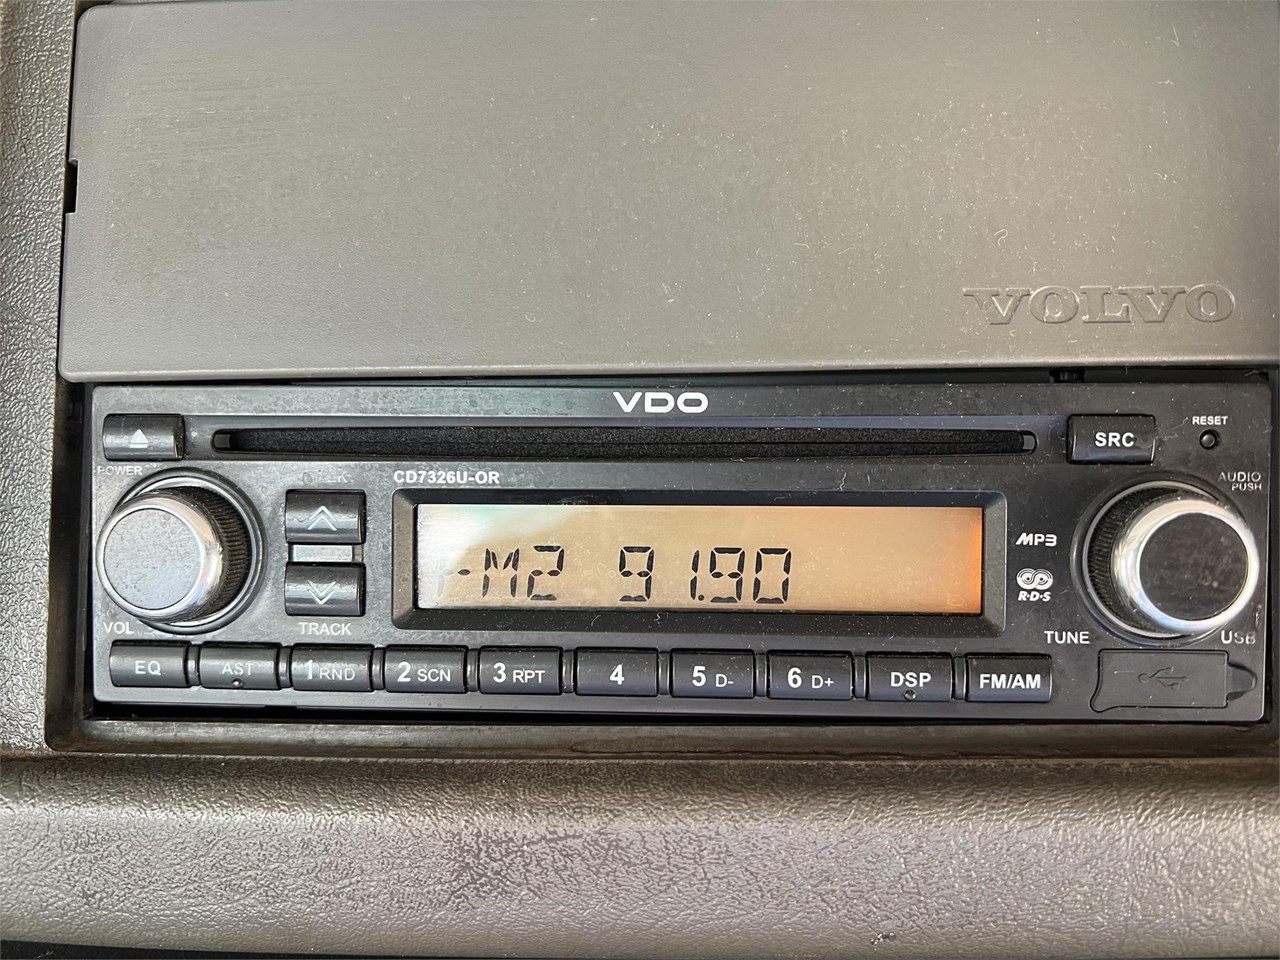 VOLVO
VDO
SRC
RESET
POWER
CD7326U-OR
AUDIO
PUSH
-M2 91.90
MP3
R·D·S
VOL
TRACK
TUNE
USB
EQ
AST
1 RND
2 SCN
3 RPT
4
5 D-
6 D+
DSP
FM/AM